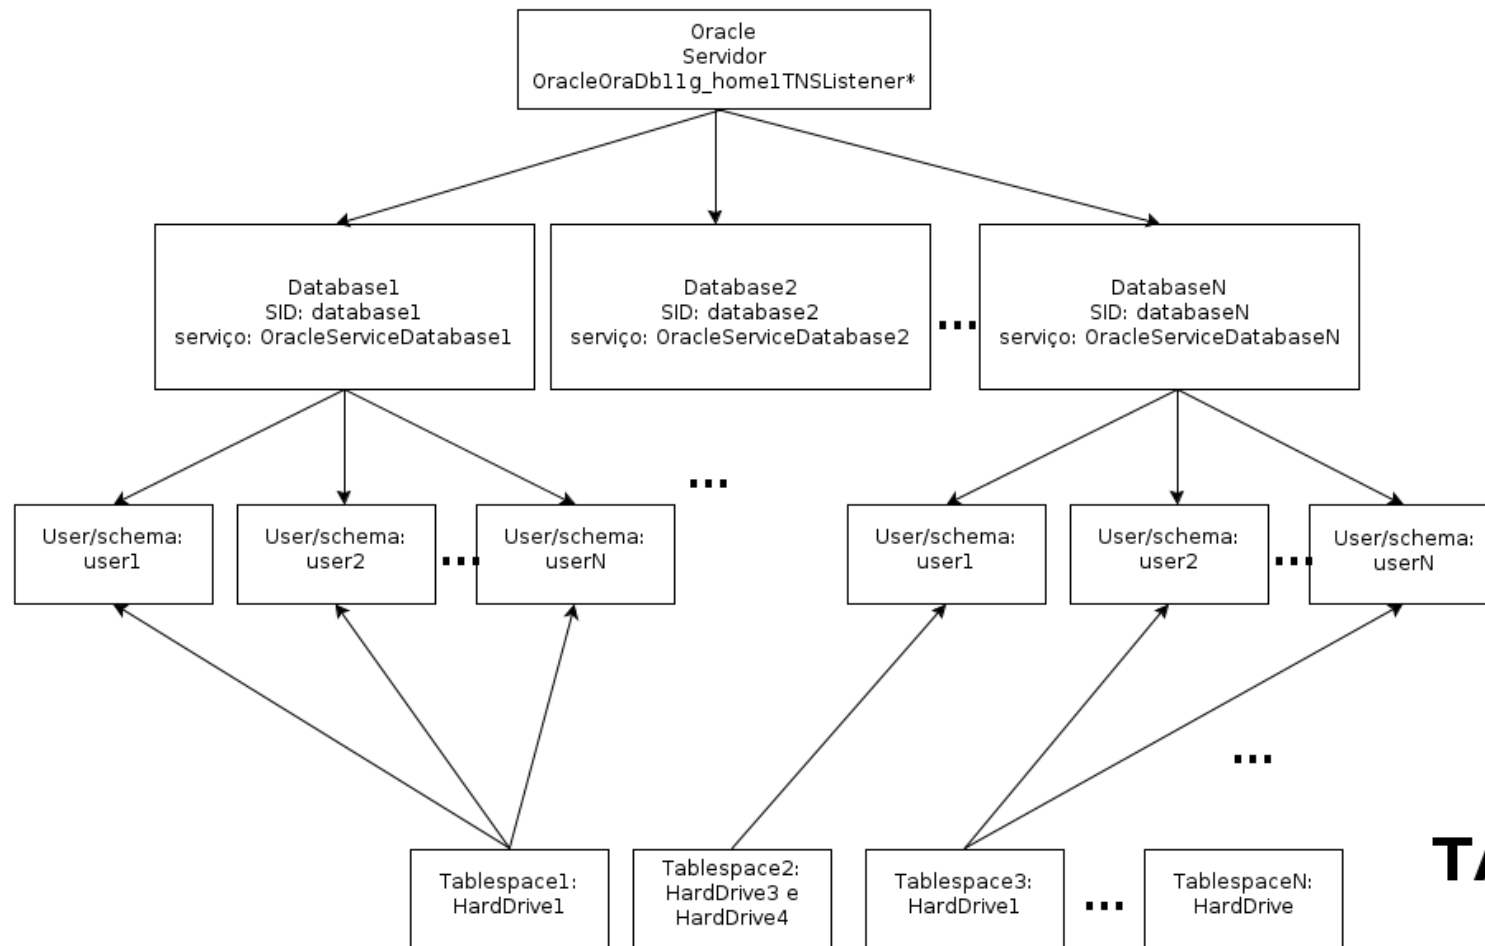 Oracle
Servidor
OracleOraDb11g_home1TNSListener*
Database1
SID: database1
serviço: OracleServiceDatabase1
Database2
SID: database2
serviço: OracleServiceDatabase2
...
DatabaseN
SID: databaseN
serviço: OracleServiceDatabaseN
...
User/schema:
user1
User/schema:
user2
...
User/schema:
userN
User/schema:
user1
User/schema:
user2
...
User/schema:
userN
...
Tablespace1:
HardDrive1
Tablespace2:
HardDrive3 e
HardDrive4
Tablespace3:
HardDrive1
...
TablespaceN:
HardDrive